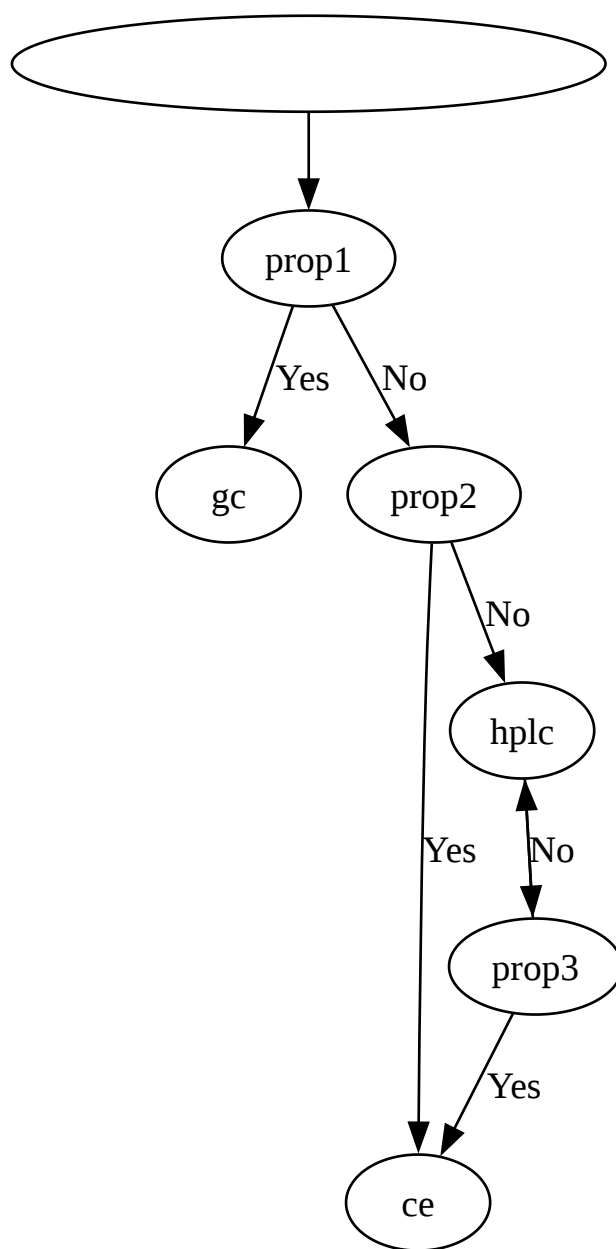 prop1
Yes
No
gc
prop2
No
hplc
Yes
No
prop3
Yes
ce